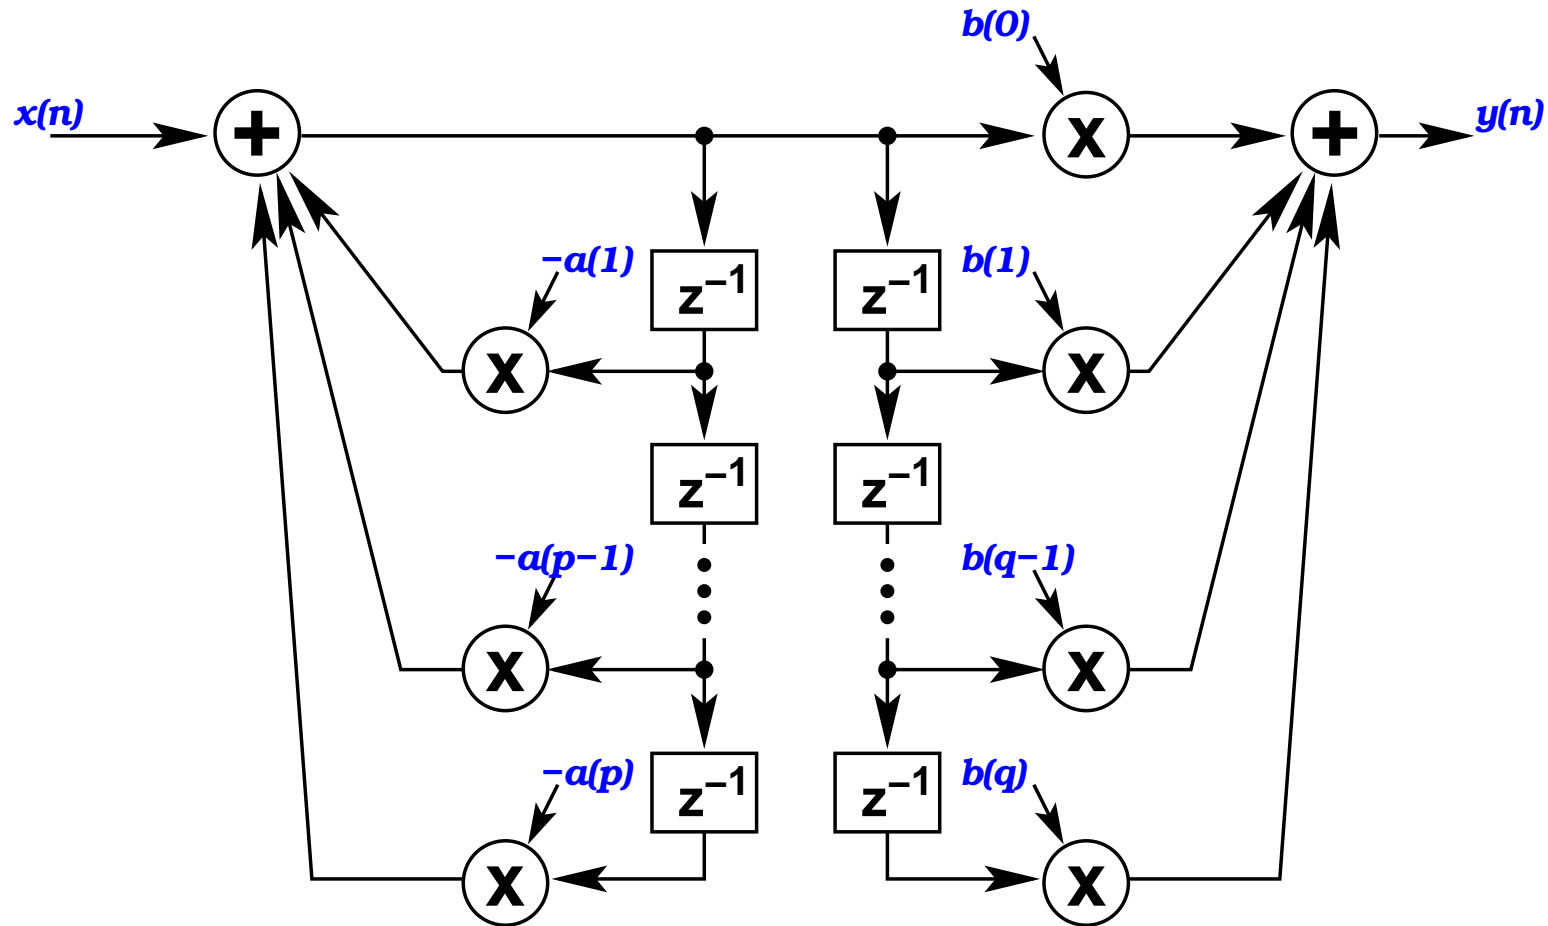 b(0)
x(n) + X + y(n)
-a(1) z⁻¹ z⁻¹ b(1)
X X
z⁻¹ z⁻¹
-a(p-1) b(q-1)
X X
-a(p) z⁻¹ z⁻¹ b(q)
X X